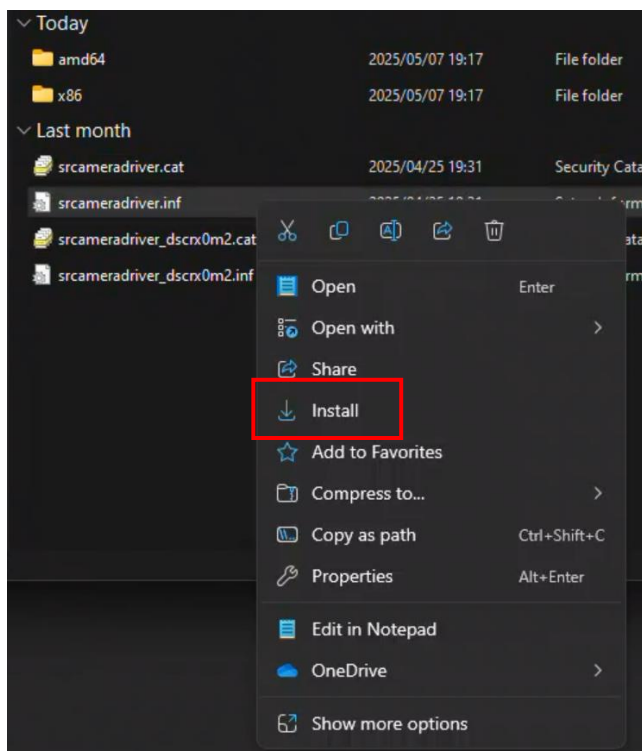 Today
amd64 2025/05/07 19:17 File folder
x86 2025/05/07 19:17 File folder
Last month
srcameradriver.cat 2025/04/25 19:31 Security Cata
srcameradriver.inf
srcameradriver_dscrx0m2.cat
srcameradriver_dscrx0m2.inf
Open Enter
Open with
Share
Install
Add to Favorites
Compress to...
Copy as path Ctrl+Shift+C
Properties Alt+Enter
Edit in Notepad
OneDrive
Show more options